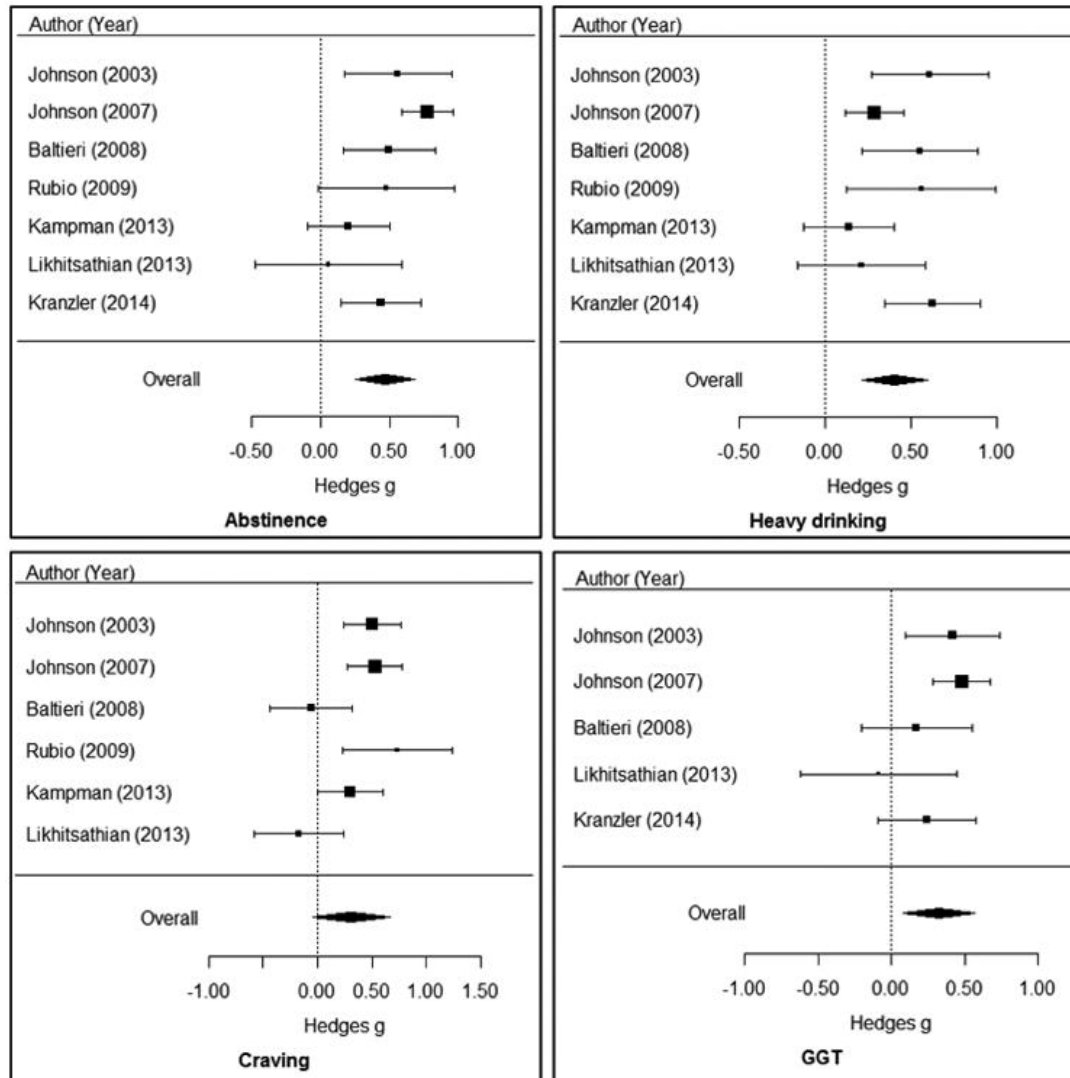 Author (Year)
Johnson (2003)
Johnson (2007)
Baltieri (2008)
Rubio (2009)
Kampman (2013)
Likhitsathian (2013)
Kranzler (2014)
Overall
-0.50 0.00 0.50 1.00
Hedges g
Abstinence
Author (Year)
Johnson (2003)
Johnson (2007)
Baltieri (2008)
Rubio (2009)
Kampman (2013)
Likhitsathian (2013)
Kranzler (2014)
Overall
-0.50 0.00 0.50 1.00
Hedges g
Heavy drinking
Author (Year)
Johnson (2003)
Johnson (2007)
Baltieri (2008)
Rubio (2009)
Kampman (2013)
Likhitsathian (2013)
Overall
-1.00 0.00 0.50 1.00 1.50
Hedges g
Craving
Author (Year)
Johnson (2003)
Johnson (2007)
Baltieri (2008)
Likhitsathian (2013)
Kranzler (2014)
Overall
-1.00 0.00 0.50 1.00
Hedges g
GGT